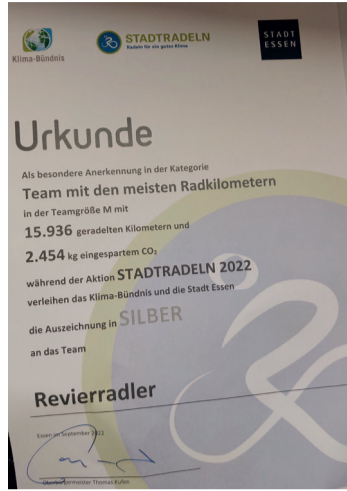 Klima-Bündnis
STADTRADELN
Radeln für ein gutes Klima
STADT
ESSEN
Urkunde
Als besondere Anerkennung in der Kategorie
Team mit den meisten Radkilometern
in der Teamgröße M mit
15.936 geradelten Kilometern und
2.454 kg eingespartem CO₂
während der Aktion STADTRADELN 2022
verleihen das Klima-Bündnis und die Stadt Essen
die Auszeichnung in SILBER
an das Team
Revierradler
Essen im September 2022
Oberbürgermeister Thomas Kufen